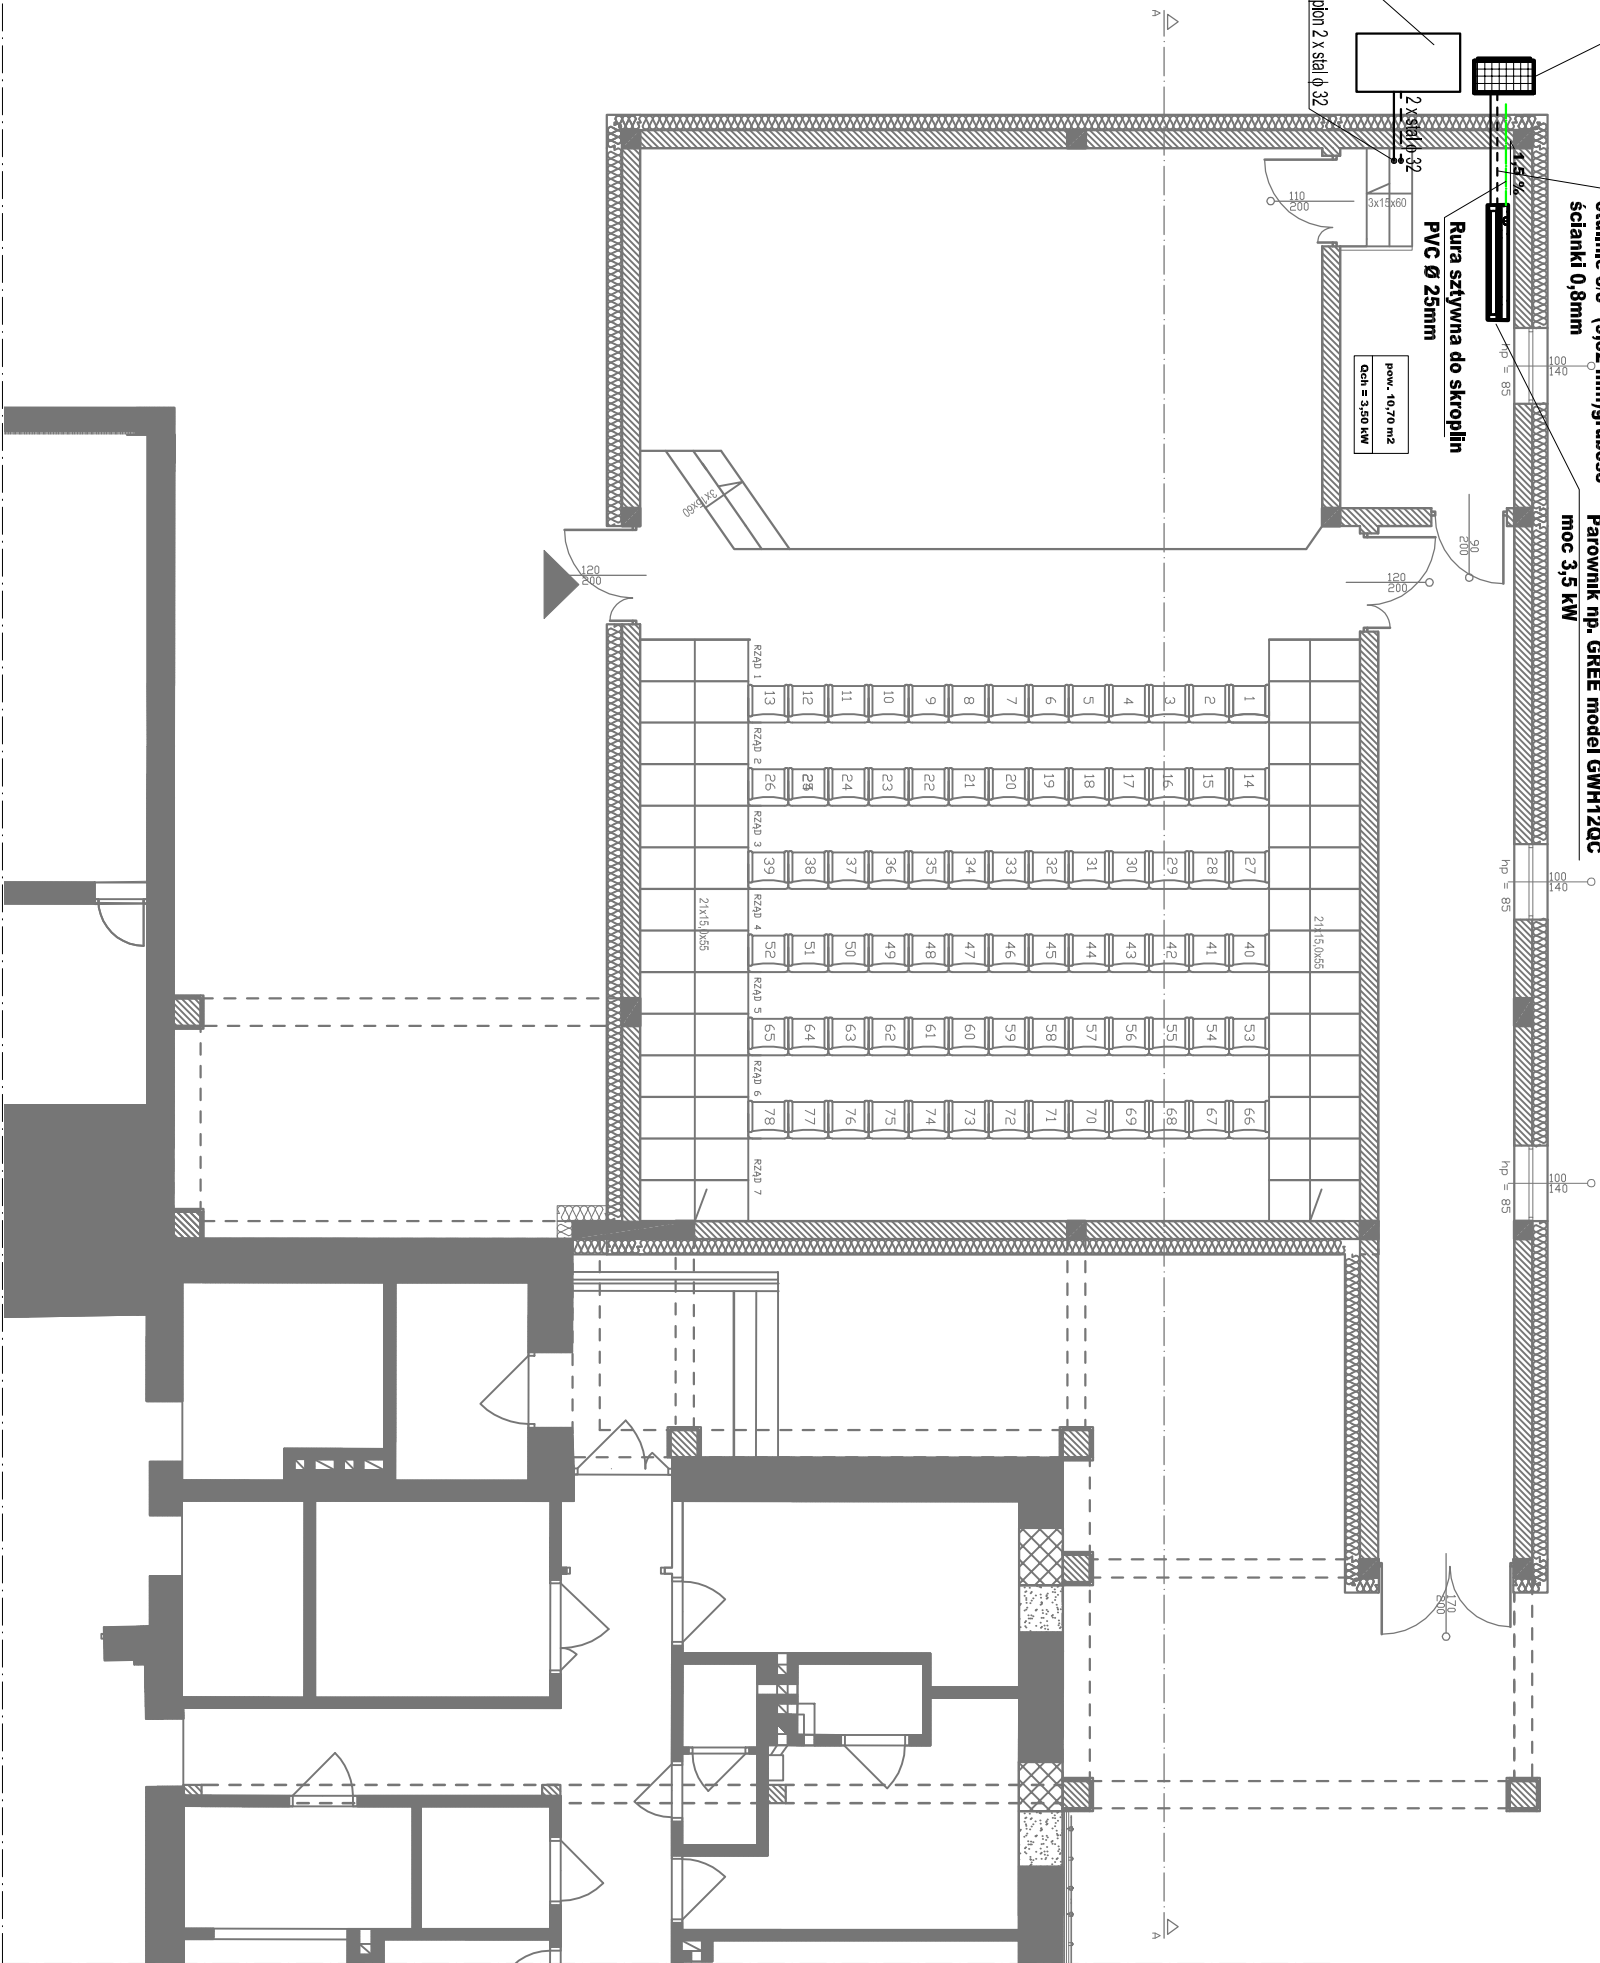 pion 2 x stal ϕ 32
2 x stal ϕ 32
1,5 %
ścianki 0,8mm
Rura sztywna do skroplin
PVC Ø 25mm
Parownik np. GREE model GWH12QC
moc 3,5 kW
pow. 10,70 m2
Qch = 3,50 kW
A
110
200
3x15x60
hp = 85
100
140
3x15x60
120
200
120
200
90
200
RZĄD 1
13 12 11 10 9 8 7 6 5 4 3 2 1
RZĄD 2
26 25 24 23 22 21 20 19 18 17 16 15 14
RZĄD 3
39 38 37 36 35 34 33 32 31 30 29 28 27
hp = 85
100
140
RZĄD 4
21x15,0x55
21x15,0x55
52 51 50 49 48 47 46 45 44 43 42 41 40
RZĄD 5
65 64 63 62 61 60 59 58 57 56 55 54 53
RZĄD 6
78 77 76 75 74 73 72 71 70 69 68 67 66
RZĄD 7
hp = 85
100
140
170
200
A